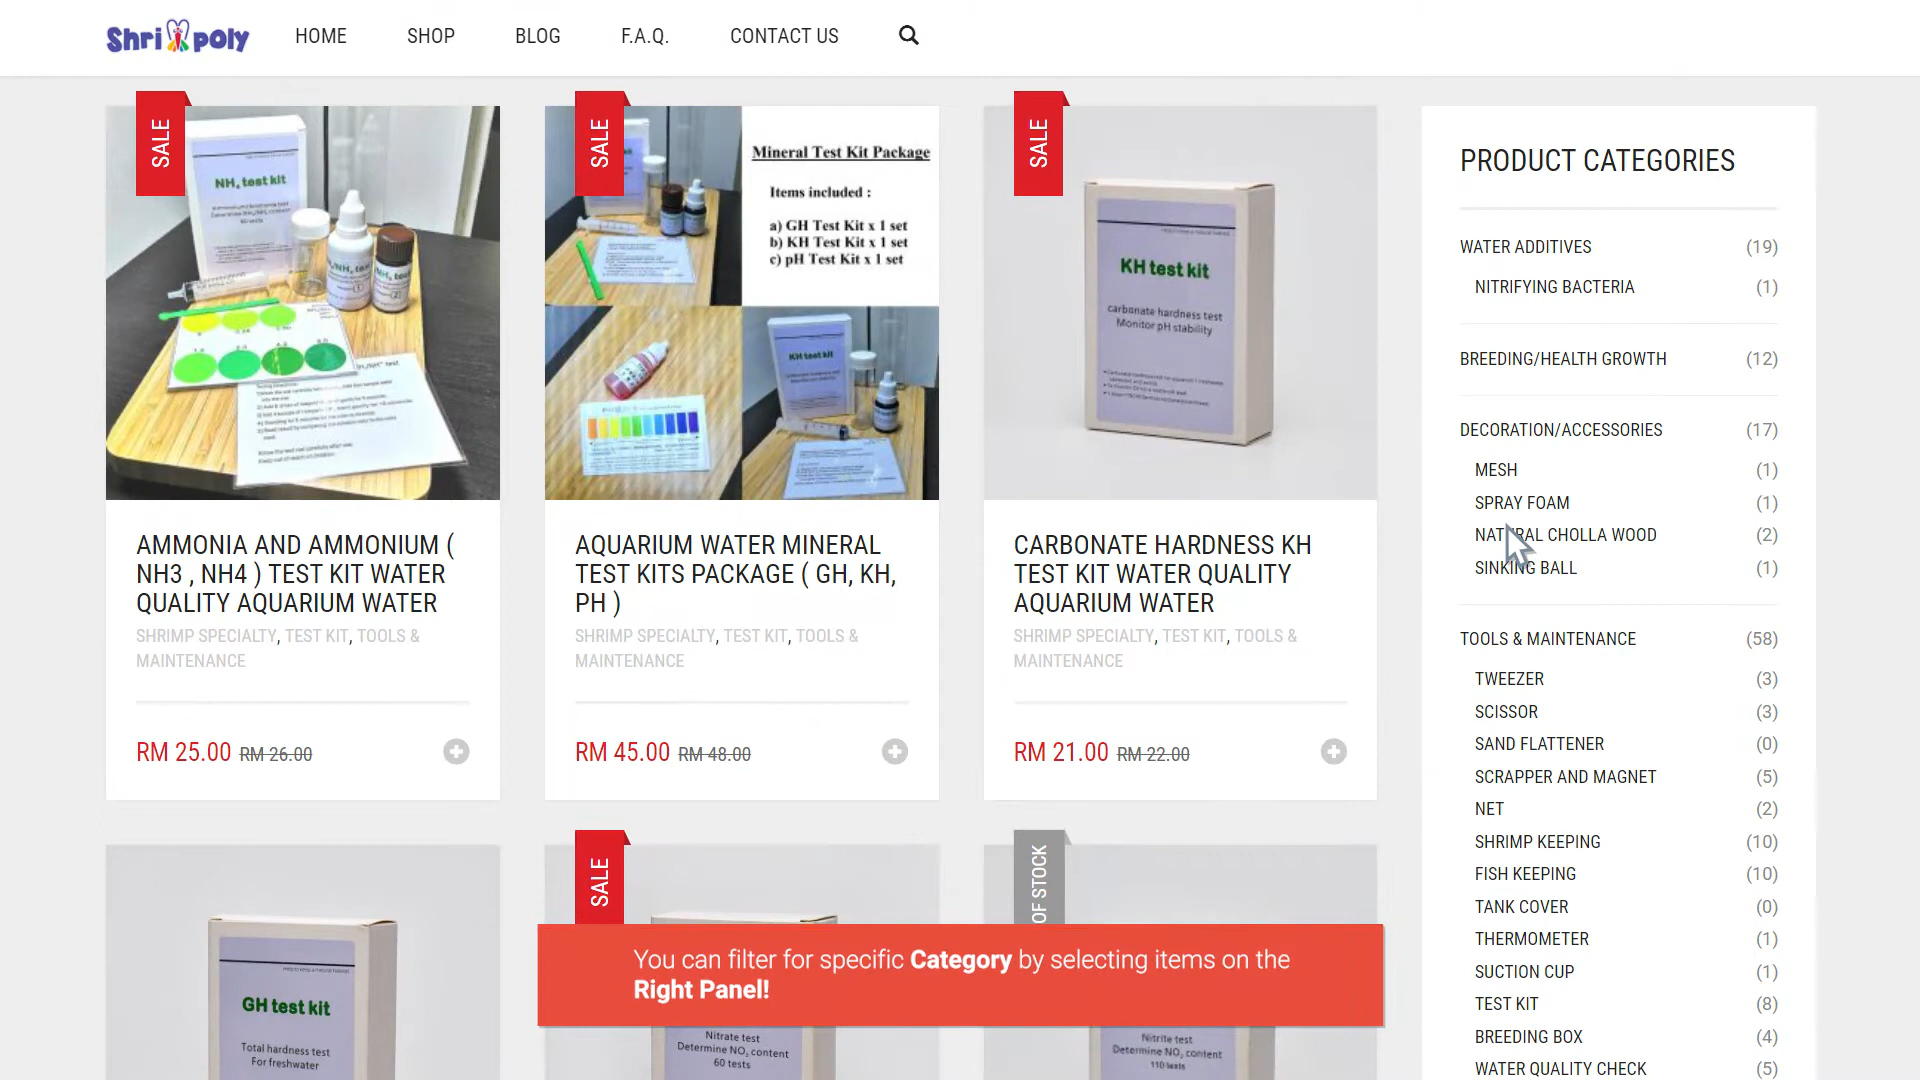 Shri poly
HOME
SHOP
BLOG
F.A.Q.
CONTACT US
SALE
NH4 test kit
SALE
Mineral Test Kit Package
Items included :
a) GH Test Kit x 1 set
b) KH Test Kit x 1 set
c) pH Test Kit x 1 set
KH test kit
SALE
KH test kit
carbonate hardness test
Monitor pH stability
AMMONIA AND AMMONIUM (
NH3 , NH4 ) TEST KIT WATER
QUALITY AQUARIUM WATER
SHRIMP SPECIALTY, TEST KIT, TOOLS &
MAINTENANCE
RM 25.00 RM 26.00
AQUARIUM WATER MINERAL
TEST KITS PACKAGE ( GH, KH,
PH )
SHRIMP SPECIALTY, TEST KIT, TOOLS &
MAINTENANCE
RM 45.00 RM 48.00
CARBONATE HARDNESS KH
TEST KIT WATER QUALITY
AQUARIUM WATER
SHRIMP SPECIALTY, TEST KIT, TOOLS &
MAINTENANCE
RM 21.00 RM 22.00
GH test kit
Total hardness test
For freshwater
SALE
Nitrate test
Determine NO3 content
60 tests
OF STOCK
Nitrite test
Determine NO2 content
110 tests
You can filter for specific Category by selecting items on the
Right Panel!
PRODUCT CATEGORIES
WATER ADDITIVES (19)
NITRIFYING BACTERIA (1)
BREEDING/HEALTH GROWTH (12)
DECORATION/ACCESSORIES (17)
MESH (1)
SPRAY FOAM (1)
NATURAL CHOLLA WOOD (2)
SINKING BALL (1)
TOOLS & MAINTENANCE (58)
TWEEZER (3)
SCISSOR (3)
SAND FLATTENER (0)
SCRAPPER AND MAGNET (5)
NET (2)
SHRIMP KEEPING (10)
FISH KEEPING (10)
TANK COVER (0)
THERMOMETER (1)
SUCTION CUP (1)
TEST KIT (8)
BREEDING BOX (4)
WATER QUALITY CHECK (5)